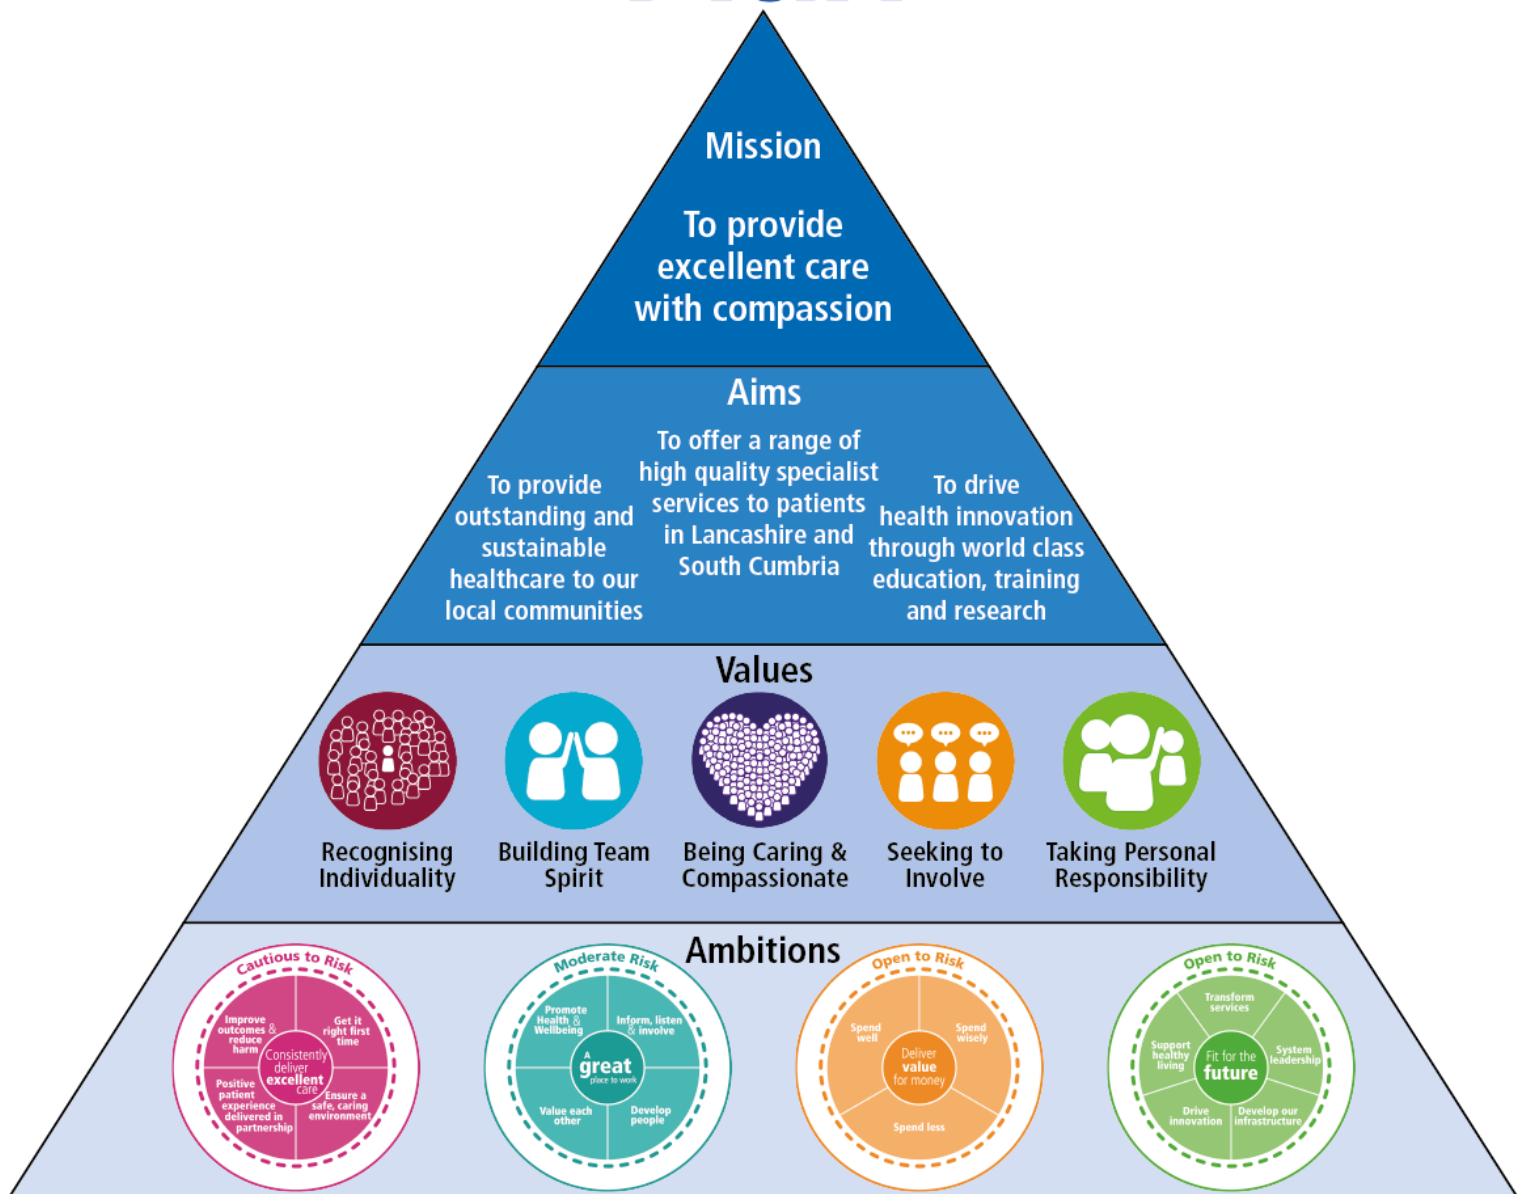 Mission
To provide
excellent care
with compassion
Aims
To provide
outstanding and
sustainable
healthcare to our
local communities
To offer a range of
high quality specialist
services to patients
in Lancashire and
South Cumbria
To drive
health innovation
through world class
education, training
and research
Values
Recognising
Individuality
Building Team
Spirit
Being Caring &
Compassionate
Seeking to
Involve
Taking Personal
Responsibility
Ambitions
Cautious to Risk
Improve
outcomes &
reduce
harm
Get it
right first
time
Consistently
deliver
excellent
care
Positive
patient
experience
delivered in
partnership
Ensure a
safe, caring
environment
Moderate Risk
Promote
Health &
Wellbeing
Inform, listen
& involve
A
great
place to work
Value each
other
Develop
people
Open to Risk
Spend
well
Spend
wisely
Deliver
value
for money
Spend less
Open to Risk
Transform
services
Support
healthy
living
System
leadership
Fit for the
future
Drive
innovation
Develop our
infrastructure